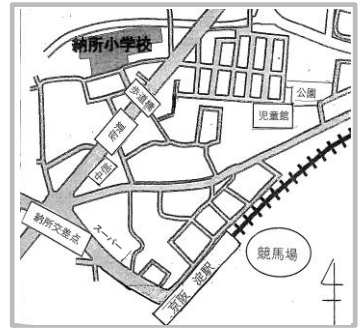 納所小学校
歩道橋
公園
児童館
府道
中信
納所交差点
スーパー
競馬場
京阪 淀駅